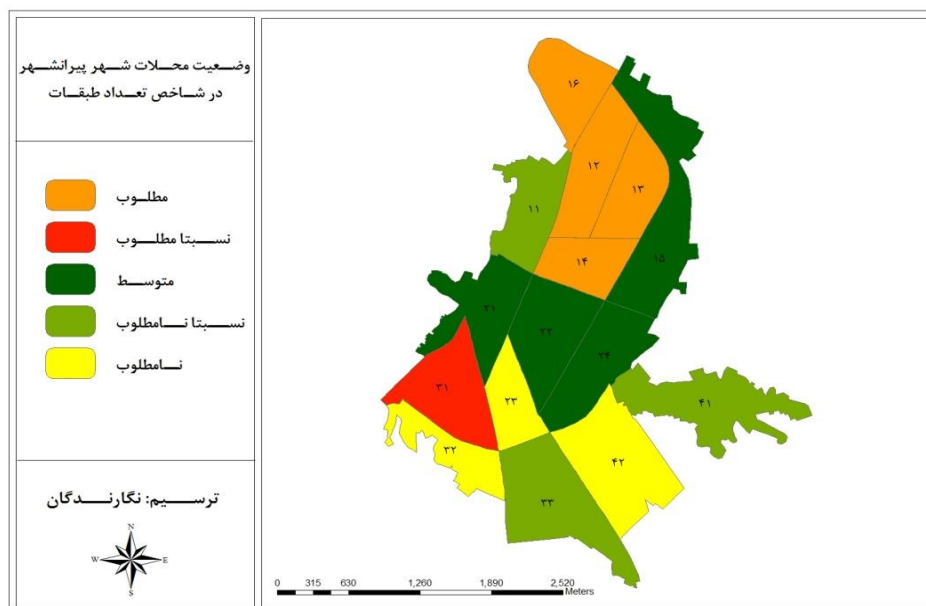 وضعیت محلات شهر پیرانشهر
در شاخص تعداد طبقات
مطلوب
نسبتا مطلوب
متوسط
نسبتا نامطلوب
نامطلوب
ترسیم: نگارندگان
N
W E
S
۱۶
۱۲
۱۳
۱۱
۱۴
۱۵
۲۱
۲۲
۲۴
۳۱
۲۳
۴۱
۳۲
۴۲
۳۳
0 315 630 1,260 1,890 2,520
Meters